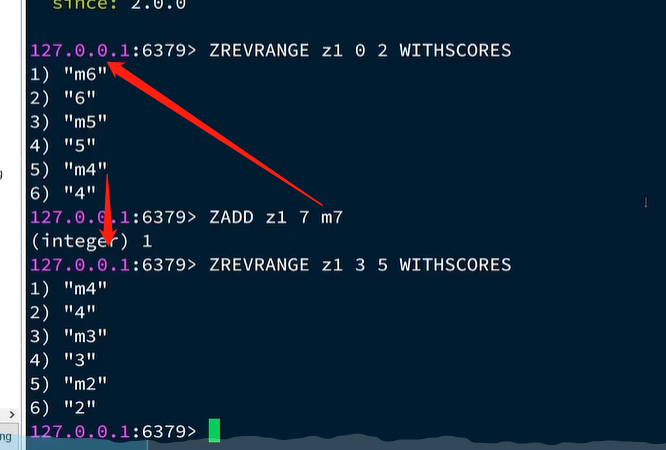 since: 2.0.0
127.0.0.1:6379> ZREVRANGE z1 0 2 WITHSCORES
1) "m6"
2) "6"
3) "m5"
4) "5"
5) "m4"
6) "4"
127.0.0.1:6379> ZADD z1 7 m7
(integer) 1
127.0.0.1:6379> ZREVRANGE z1 3 5 WITHSCORES
1) "m4"
2) "4"
3) "m3"
4) "3"
5) "m2"
6) "2"
127.0.0.1:6379>
ng